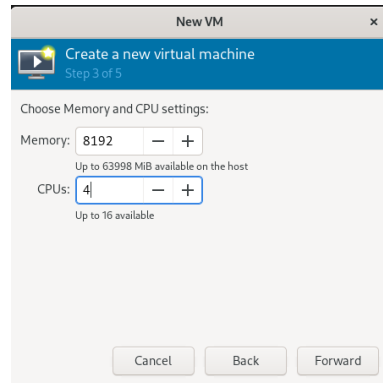 New VM ×
Create a new virtual machine
Step 3 of 5
Choose Memory and CPU settings:
Memory: 8192 − +
Up to 63998 MiB available on the host
CPUs: 4 − +
Up to 16 available
Cancel Back Forward